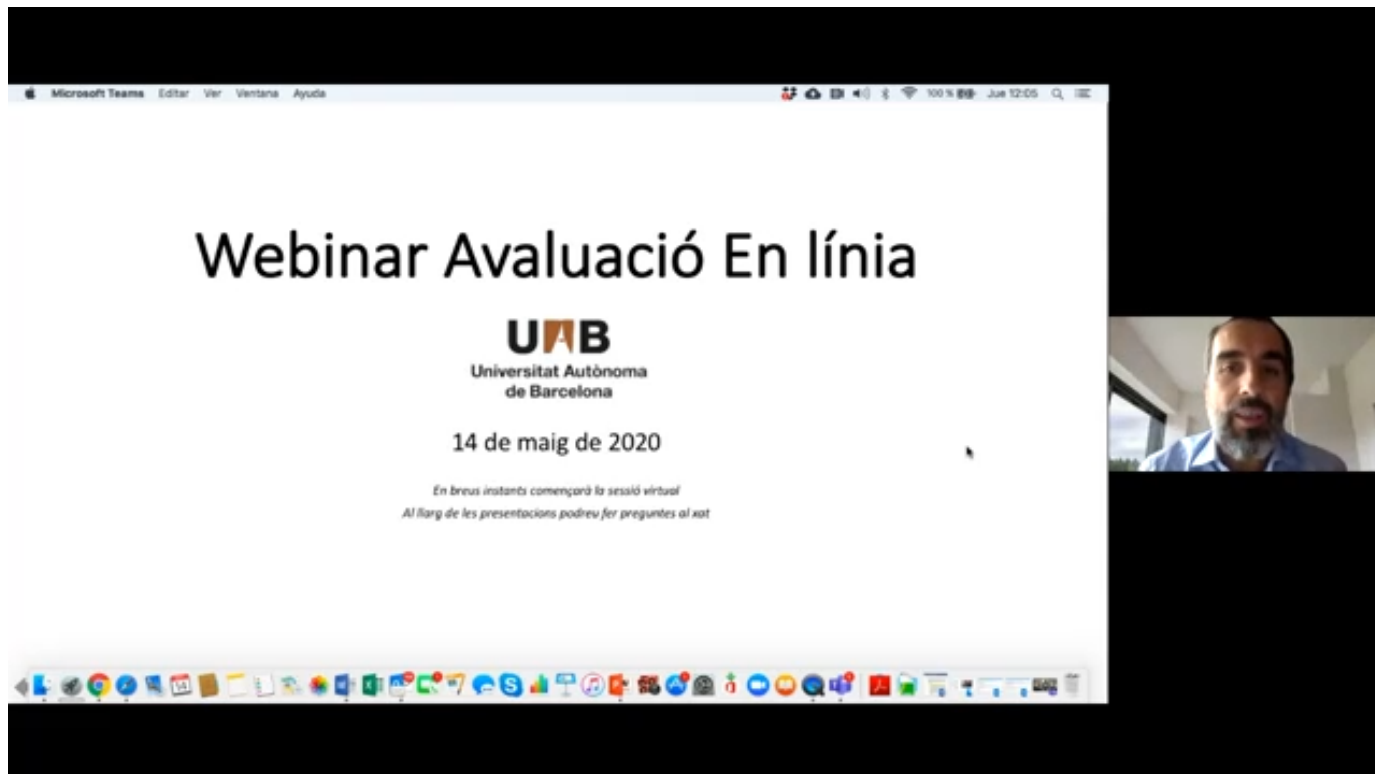 Microsoft Teams Editar Ver Ventana Ayuda 100 % Jue 12:05
Webinar Avaluació En línia
UAB
Universitat Autònoma
de Barcelona
14 de maig de 2020
En breus instants començarà la sessió virtual
Al llarg de les presentacions podreu fer preguntes al xat
14